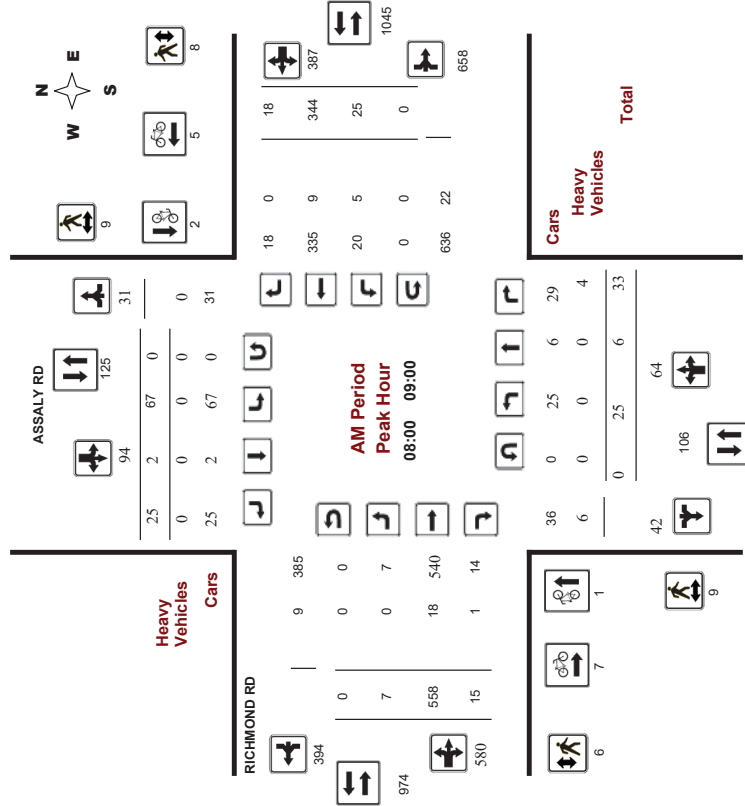 N
W E
S
8
5
9
2
ASSALY RD
125
94
31
25 2 67 0
0 0 0 0 0
25 2 67 0 31
Heavy
Vehicles
Cars
1045
387
658
18 0 18
335 9 344
20 5 25
0 0 0
636 22
AM Period
Peak Hour
08:00 09:00
RICHMOND RD
394
974
580
9 385
0 0 0
7 0 7
558 18 540
15 1 14
Cars
Heavy
Vehicles
Total
36 0 25 6 29
6 0 0 0 4
0 25 6 33
42
106
64
6
7
1
9